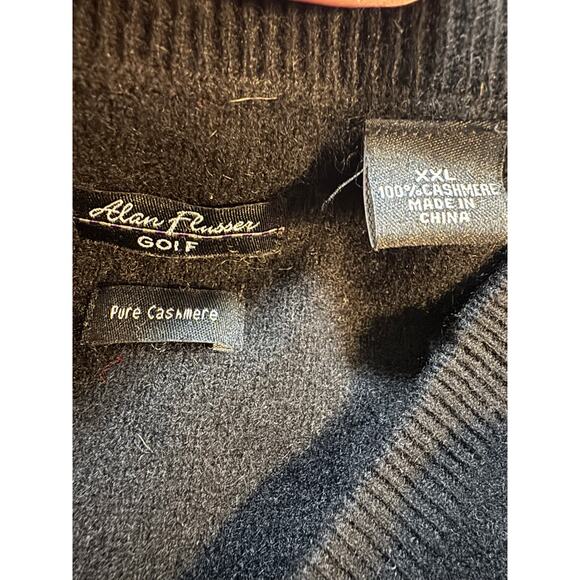 Alan Flusser
GOLF
Pure Cashmere
XXL
100% CASHMERE
MADE IN
CHINA